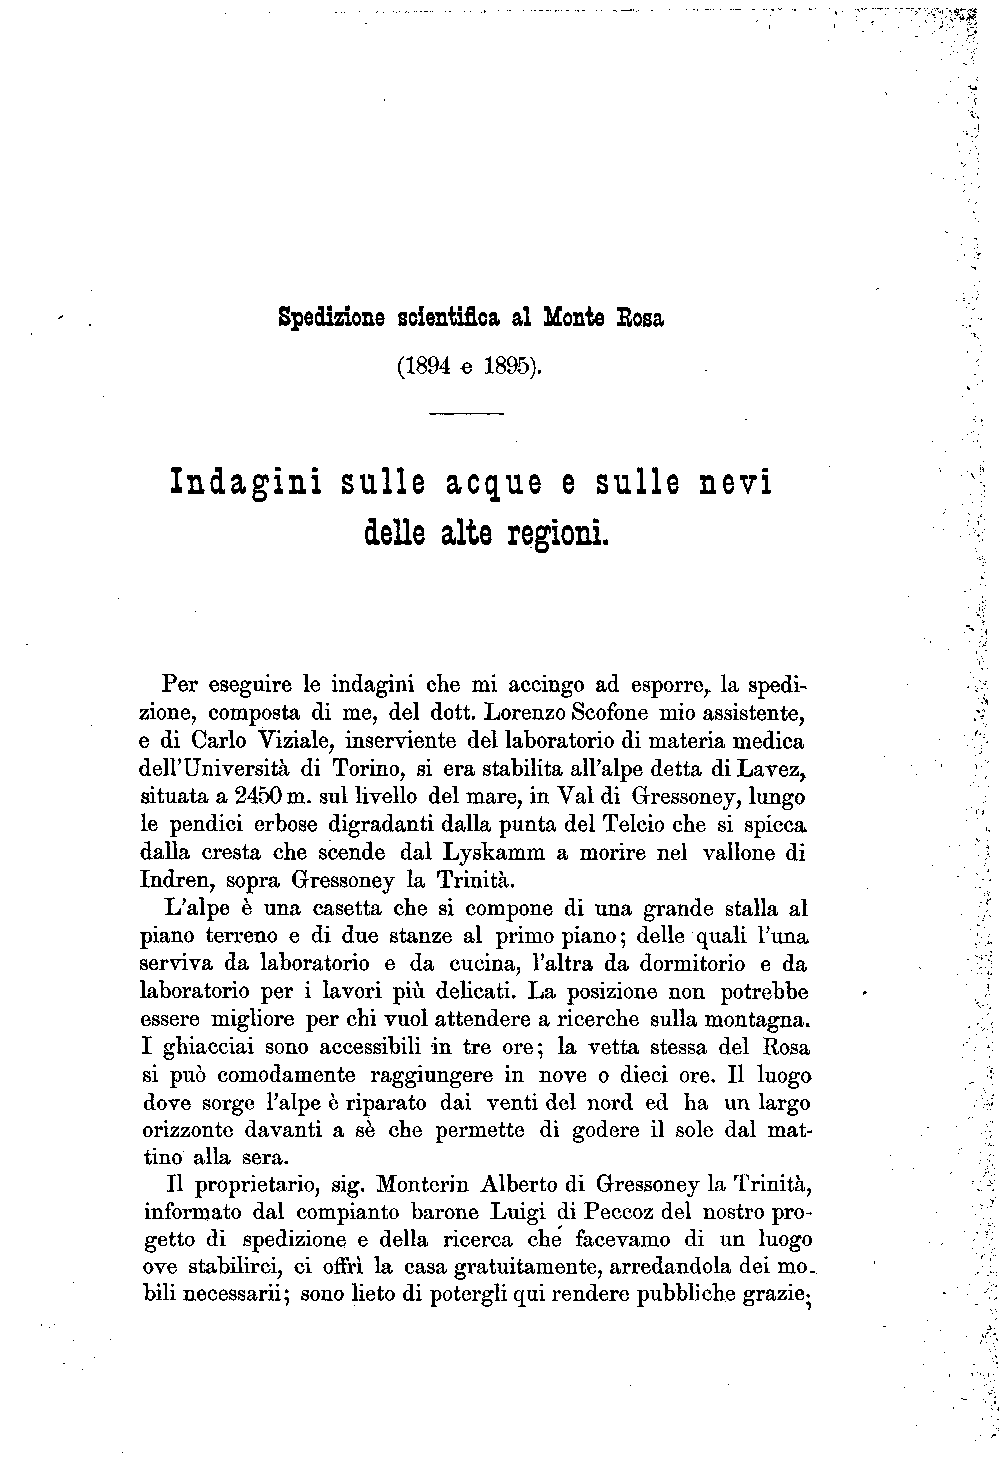 Spedizione scientifica al Monte Rosa
(1894 e 1895).
Indagini sulle acque e sulle nevi
delle alte regioni.
Per eseguire le indagini che mi accingo ad esporre, la spedi-
zione, composta di me, del dott. Lorenzo Scofone mio assistente,
e di Carlo Viziale, inserviente del laboratorio di materia medica
dell'Università di Torino, si era stabilita all'alpe detta di Lavez,
situata a 2450 m. sul livello del mare, in Val di Gressoney, lungo
le pendici erbose digradanti dalla punta del Telcio che si spicca
dalla cresta che scende dal Lyskamm a morire nel vallone di
Indren, sopra Gressoney la Trinità.
L'alpe è una casetta che si compone di una grande stalla al
piano terreno e di due stanze al primo piano; delle quali l'una
serviva da laboratorio e da cucina, l'altra da dormitorio e da
laboratorio per i lavori più delicati. La posizione non potrebbe
essere migliore per chi vuol attendere a ricerche sulla montagna.
I ghiacciai sono accessibili in tre ore; la vetta stessa del Rosa
si può comodamente raggiungere in nove o dieci ore. Il luogo
dove sorge l'alpe è riparato dai venti del nord ed ha un largo
orizzonte davanti a sè che permette di godere il sole dal mat-
tino alla sera.
Il proprietario, sig. Monterin Alberto di Gressoney la Trinità,
informato dal compianto barone Luigi di Peccoz del nostro pro-
getto di spedizione e della ricerca che facevamo di un luogo
ove stabilirci, ci offrì la casa gratuitamente, arredandola dei mo-
bili necessarii; sono lieto di potergli qui rendere pubbliche grazie;